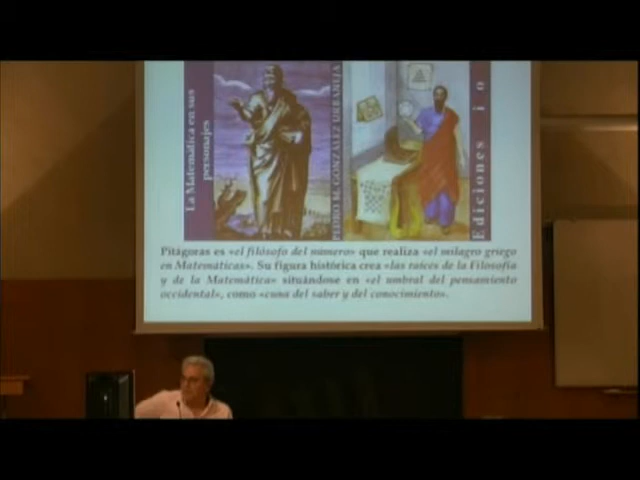 La Matemática en sus
personajes
PEDRO M. GONZÁLEZ URBANEJA
Ediciones
Pitágoras es «el filósofo del número» que realiza «el milagro griego
en Matemáticas». Su figura histórica crea «las raíces de la Filosofía
y de la Matemática» situándone en «el umbral del pensamiento
occidental», como «cuna del saber y del conocimiento».